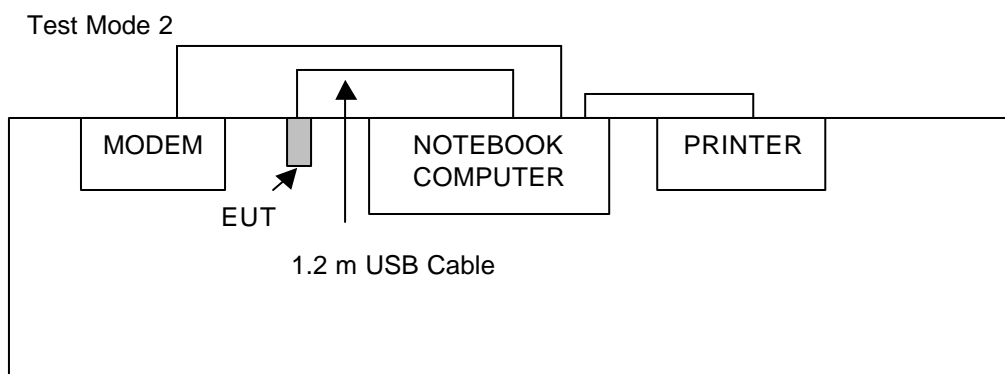 Test Mode 2
MODEM
NOTEBOOK
COMPUTER
PRINTER
EUT
1.2 m USB Cable